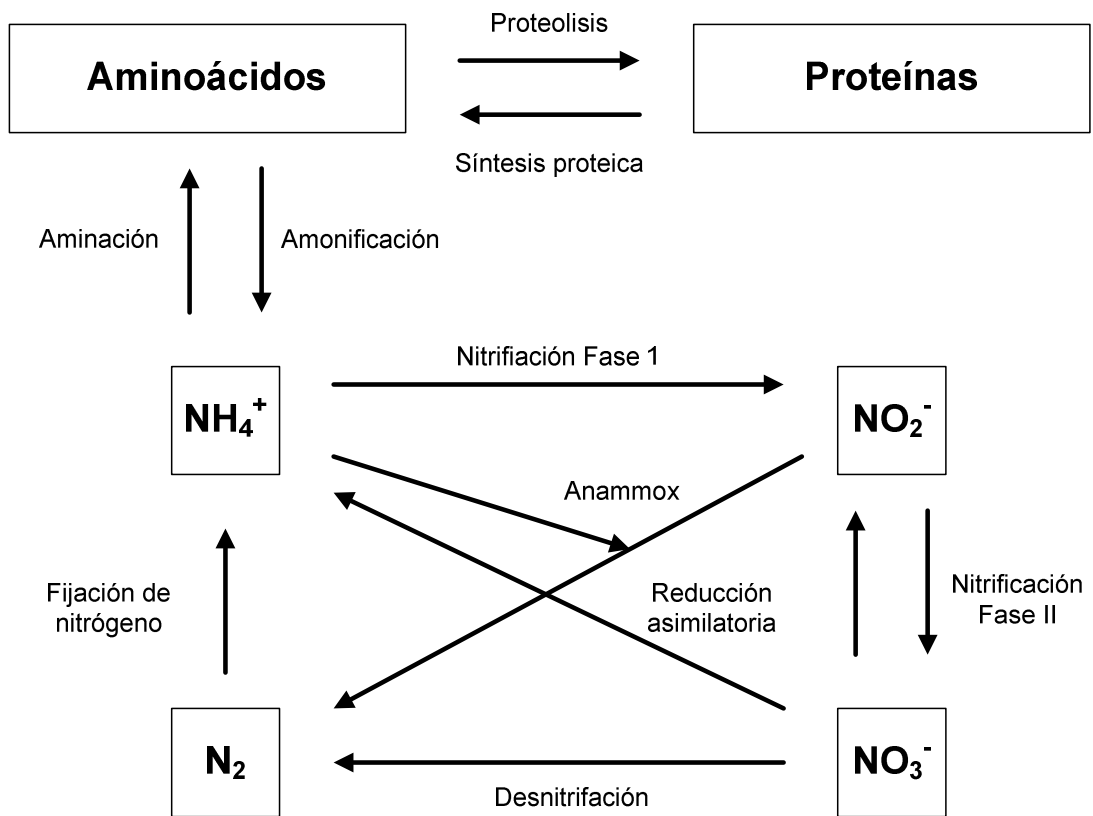 Proteolisis
Aminoácidos
Proteínas
Síntesis proteica
Aminación
Amonificación
Nitrifiación Fase 1
NH₄⁺
NO₂⁻
Anammox
Fijación de
nitrógeno
Reducción
asimilatoria
Nitrificación
Fase II
N₂
NO₃⁻
Desnitrifación